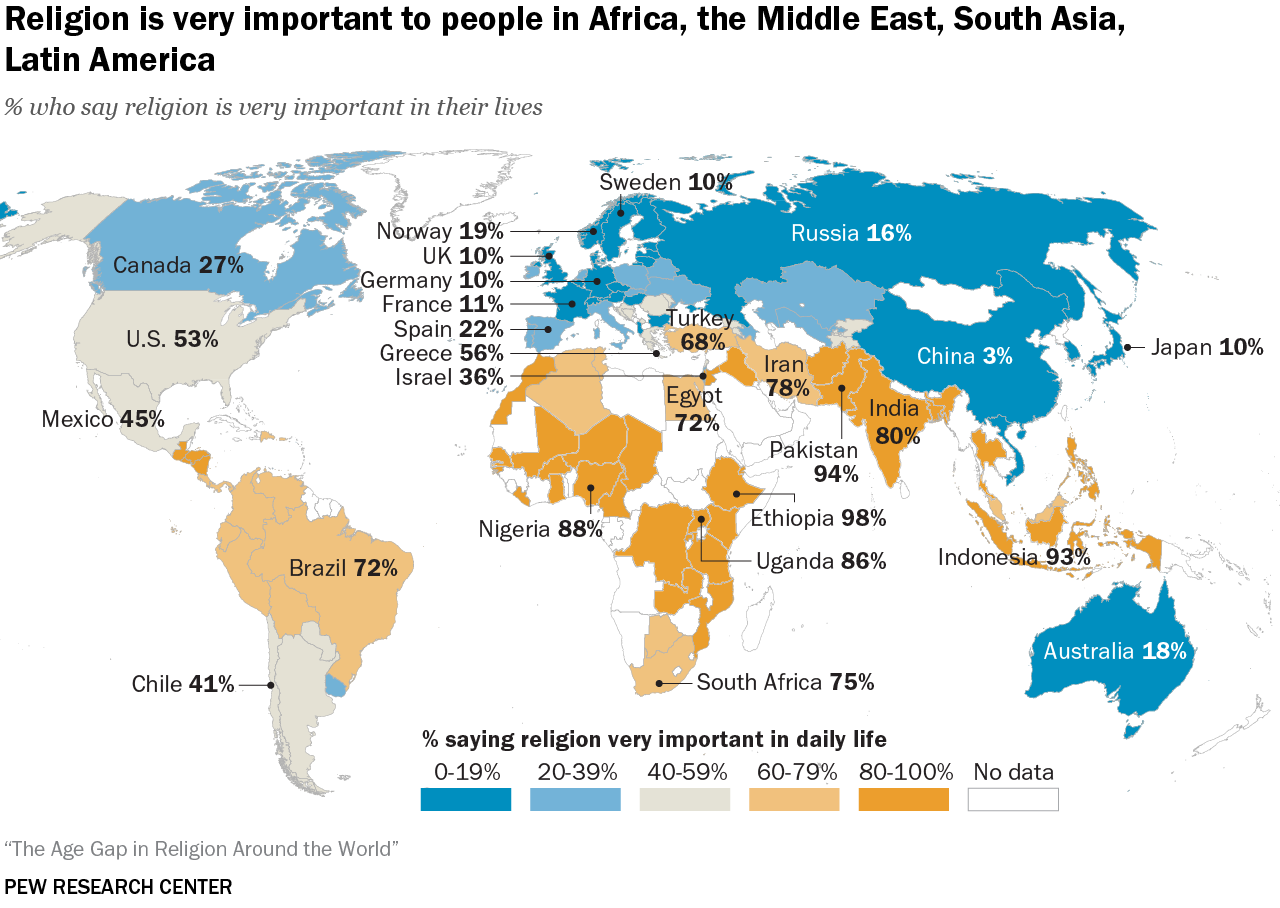 Religion is very important to people in Africa, the Middle East, South Asia,
Latin America
% who say religion is very important in their lives
Sweden 10%
Norway 19%
Russia 16%
UK 10%
Canada 27%
Germany 10%
France 11%
Turkey
68%
Spain 22%
U.S. 53%
Greece 56%
China 3%
Japan 10%
Iran
78%
Israel 36%
Egypt
72%
India
80%
Mexico 45%
Pakistan
94%
Nigeria 88%
Ethiopia 98%
Uganda 86%
Indonesia 93%
Brazil 72%
Australia 18%
Chile 41%
South Africa 75%
% saying religion very important in daily life
0-19% 20-39% 40-59% 60-79% 80-100% No data
“The Age Gap in Religion Around the World”
PEW RESEARCH CENTER